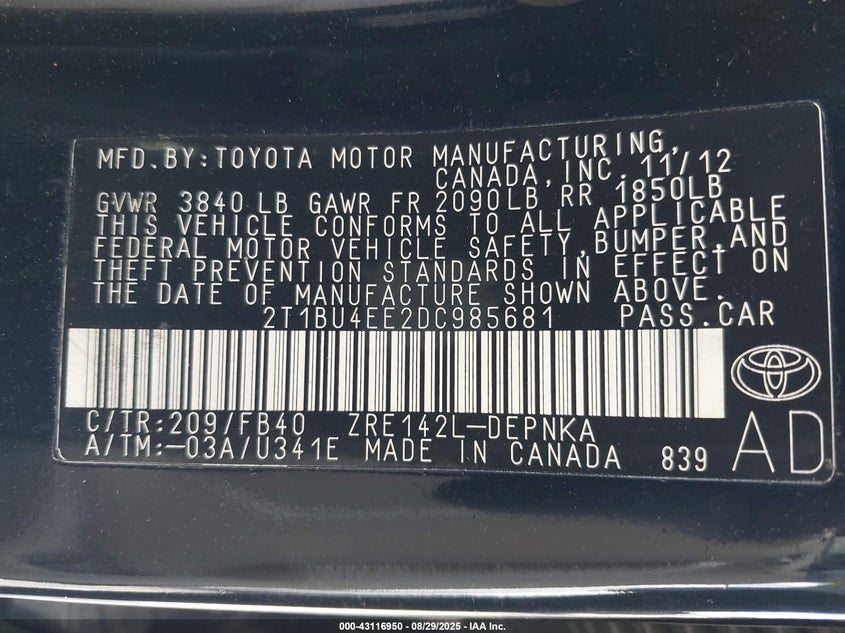 MFD.BY:TOYOTA MOTOR MANUFACTURING,
CANADA,INC. 11/12
GVWR 3840 LB GAWR FR 2090LB RR 1850LB
THIS VEHICLE CONFORMS TO ALL APPLICABLE
FEDERAL MOTOR VEHICLE SAFETY,BUMPER,AND
THEFT PREVENTION STANDARDS IN EFFECT ON
THE DATE OF MANUFACTURE SHOWN ABOVE.
2T1BU4EE2DC985681 PASS.CAR
C/TR:209/FB40 ZRE142L-DEPNKA
A/TM:-03A/U341E MADE IN CANADA 839 AD
000-43116950 - 08/29/2025 - IAA Inc.